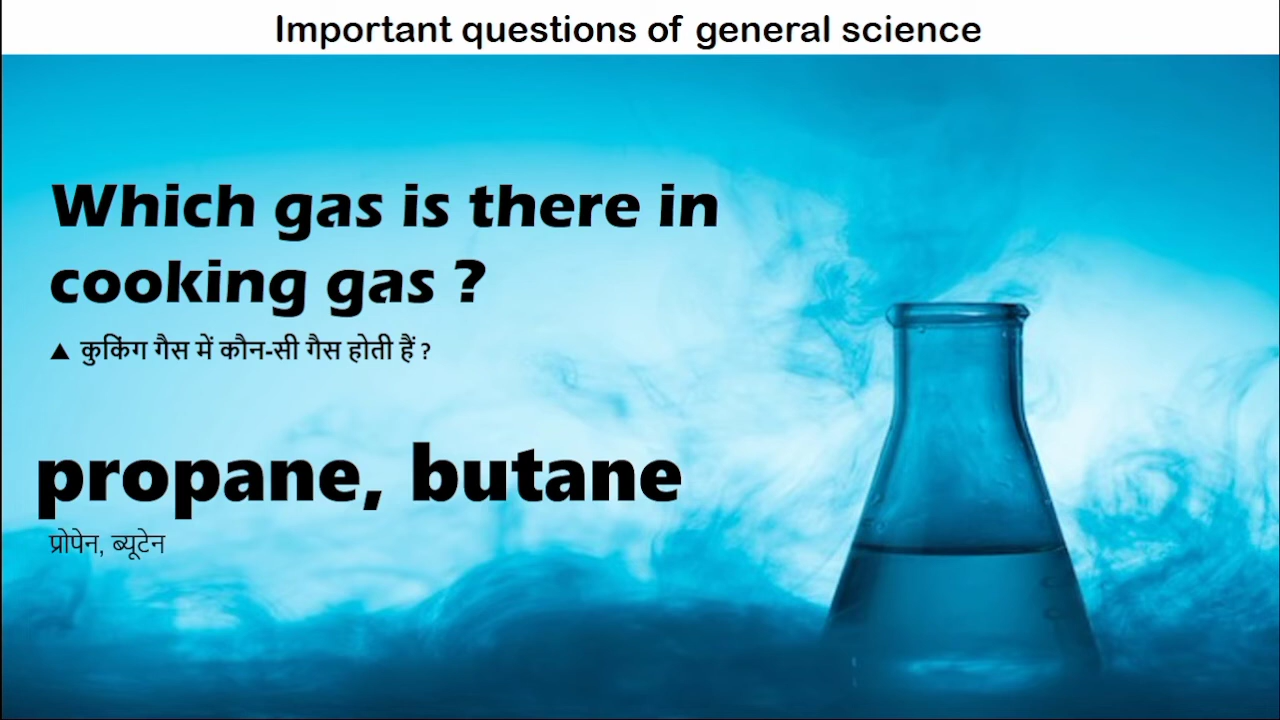 Important questions of general science
Which gas is there in
cooking gas ?
▲ कुकिंग गैस में कौन-सी गैस होती हैं ?
propane, butane
प्रोपेन, ब्यूटेन